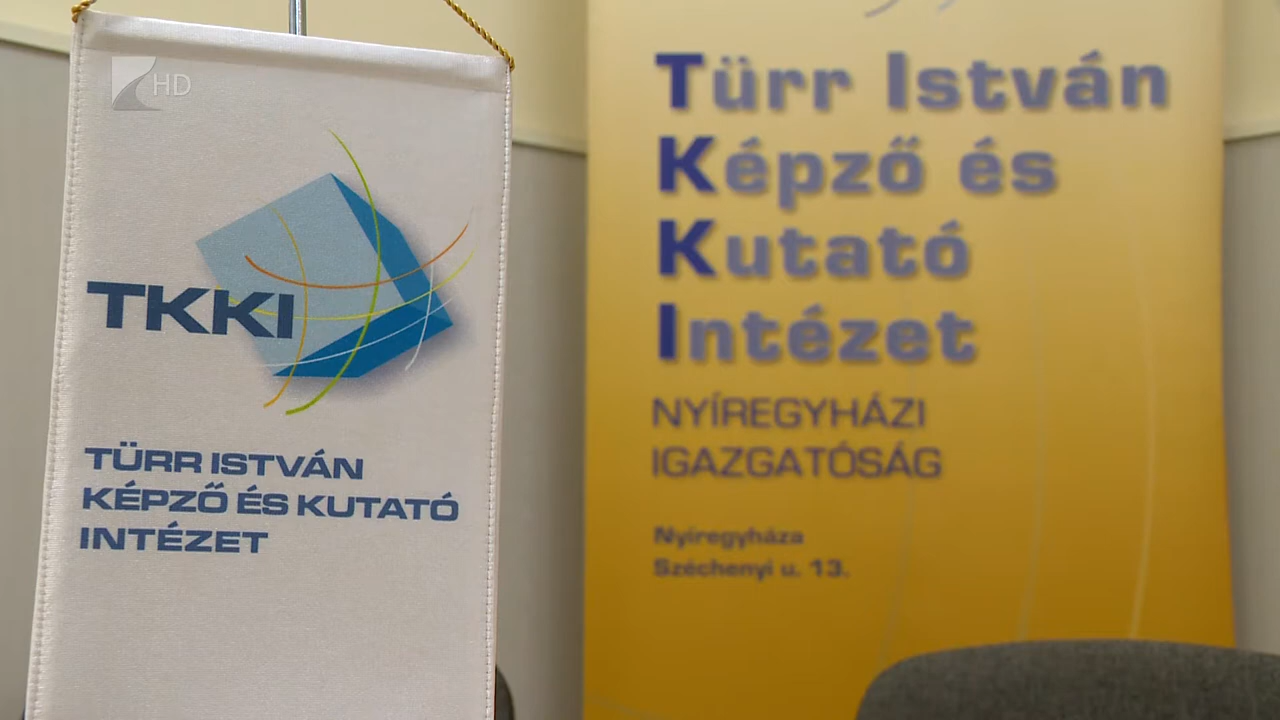 HD
TKKI
TÜRR ISTVÁN
KÉPZŐ ÉS KUTATÓ
INTÉZET
Türr István
Képző és
Kutató
Intézet
NYÍREGYHÁZI
IGAZGATÓSÁG
Nyíregyháza
Széchenyi u. 13.